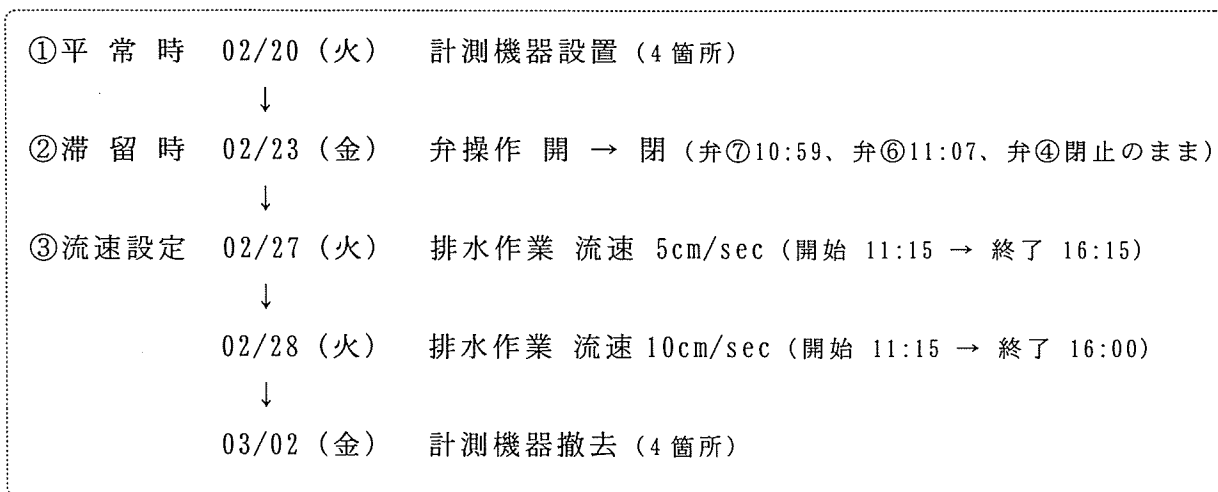 ①平常時 02/20（火） 計測機器設置（4箇所）
↓
②滞留時 02/23（金） 弁操作 開 → 閉（弁⑦10:59、弁⑥11:07、弁④閉止のまま）
↓
③流速設定 02/27（火） 排水作業 流速 5cm/sec（開始 11:15 → 終了 16:15）
↓
02/28（火） 排水作業 流速 10cm/sec（開始 11:15 → 終了 16:00）
↓
03/02（金） 計測機器撤去（4箇所）